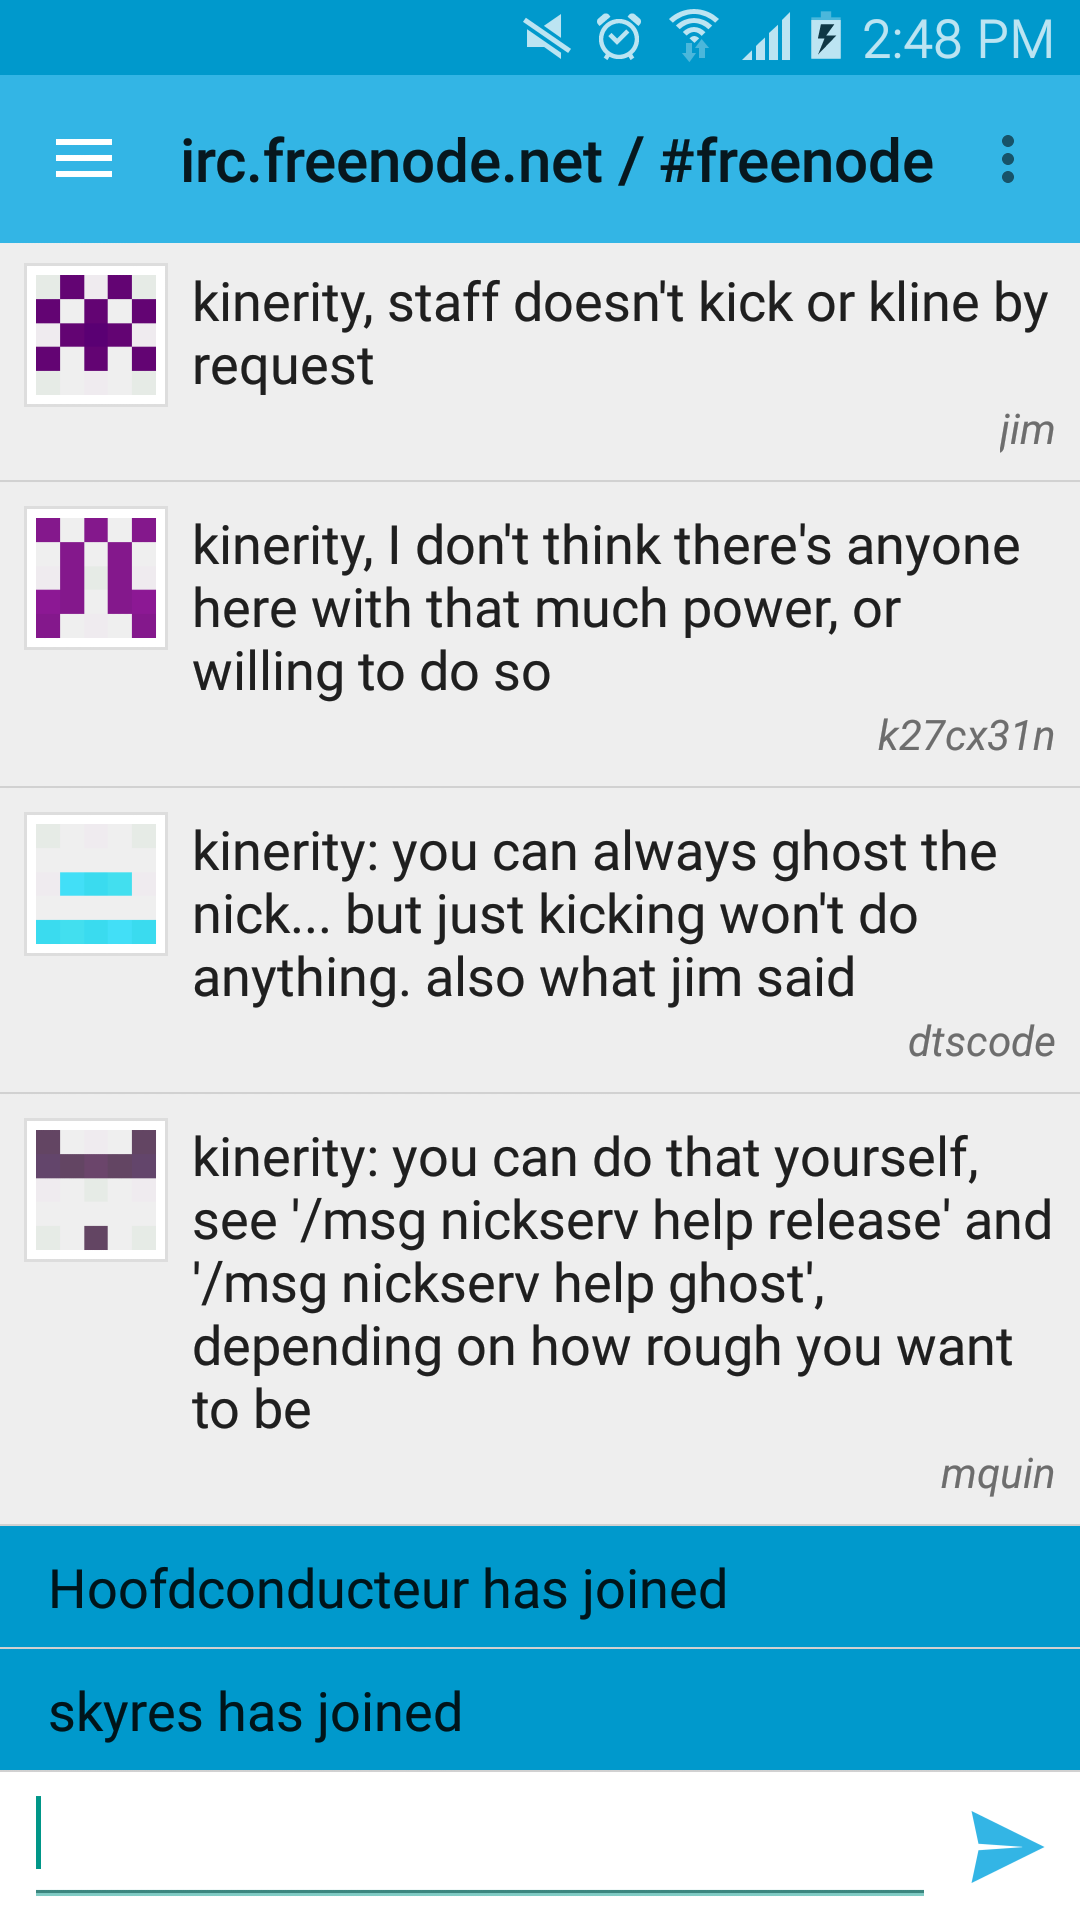 2:48 PM
irc.freenode.net / #freenode
kinerity, staff doesn't kick or kline by
request
jim
kinerity, I don't think there's anyone
here with that much power, or
willing to do so
k27cx31n
kinerity: you can always ghost the
nick... but just kicking won't do
anything. also what jim said
dtscode
kinerity: you can do that yourself,
see '/msg nickserv help release' and
'/msg nickserv help ghost',
depending on how rough you want
to be
mquin
Hoofdconducteur has joined
skyres has joined